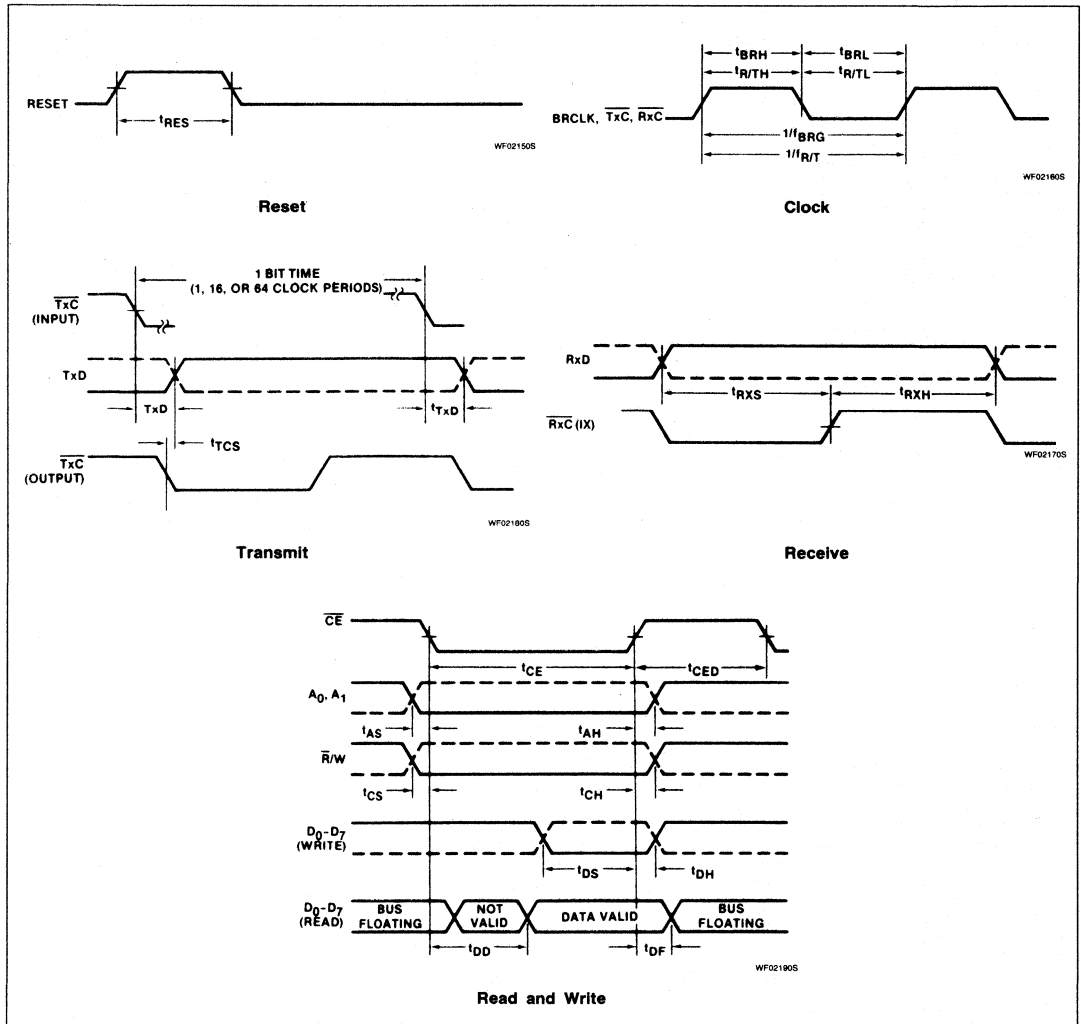 RESET
tRES
WF02150S
Reset
tBRH
tBRL
tR/TH
tR/TL
BRCLK, TxC, RxC
1/fBRG
1/fR/T
WF02160S
Clock
1 BIT TIME
(1, 16, OR 64 CLOCK PERIODS)
TxC
(INPUT)
TxD
TxD
tTxD
tTCS
TxC
(OUTPUT)
WF02180S
Transmit
RxD
tRXS
tRXH
RxC (IX)
WF02170S
Receive
CE
tCE
tCED
A0, A1
tAS
tAH
R/W
tCS
tCH
D0-D7
(WRITE)
tDS
tDH
D0-D7
(READ)
BUS
FLOATING
NOT
VALID
DATA VALID
BUS
FLOATING
tDD
tDF
WF02190S
Read and Write